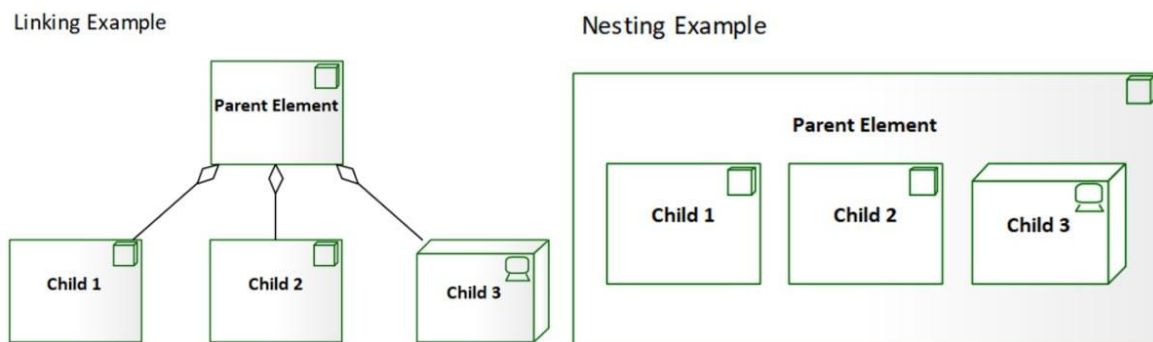 Linking Example
Parent Element
Child 1
Child 2
Child 3
Nesting Example
Parent Element
Child 1
Child 2
Child 3